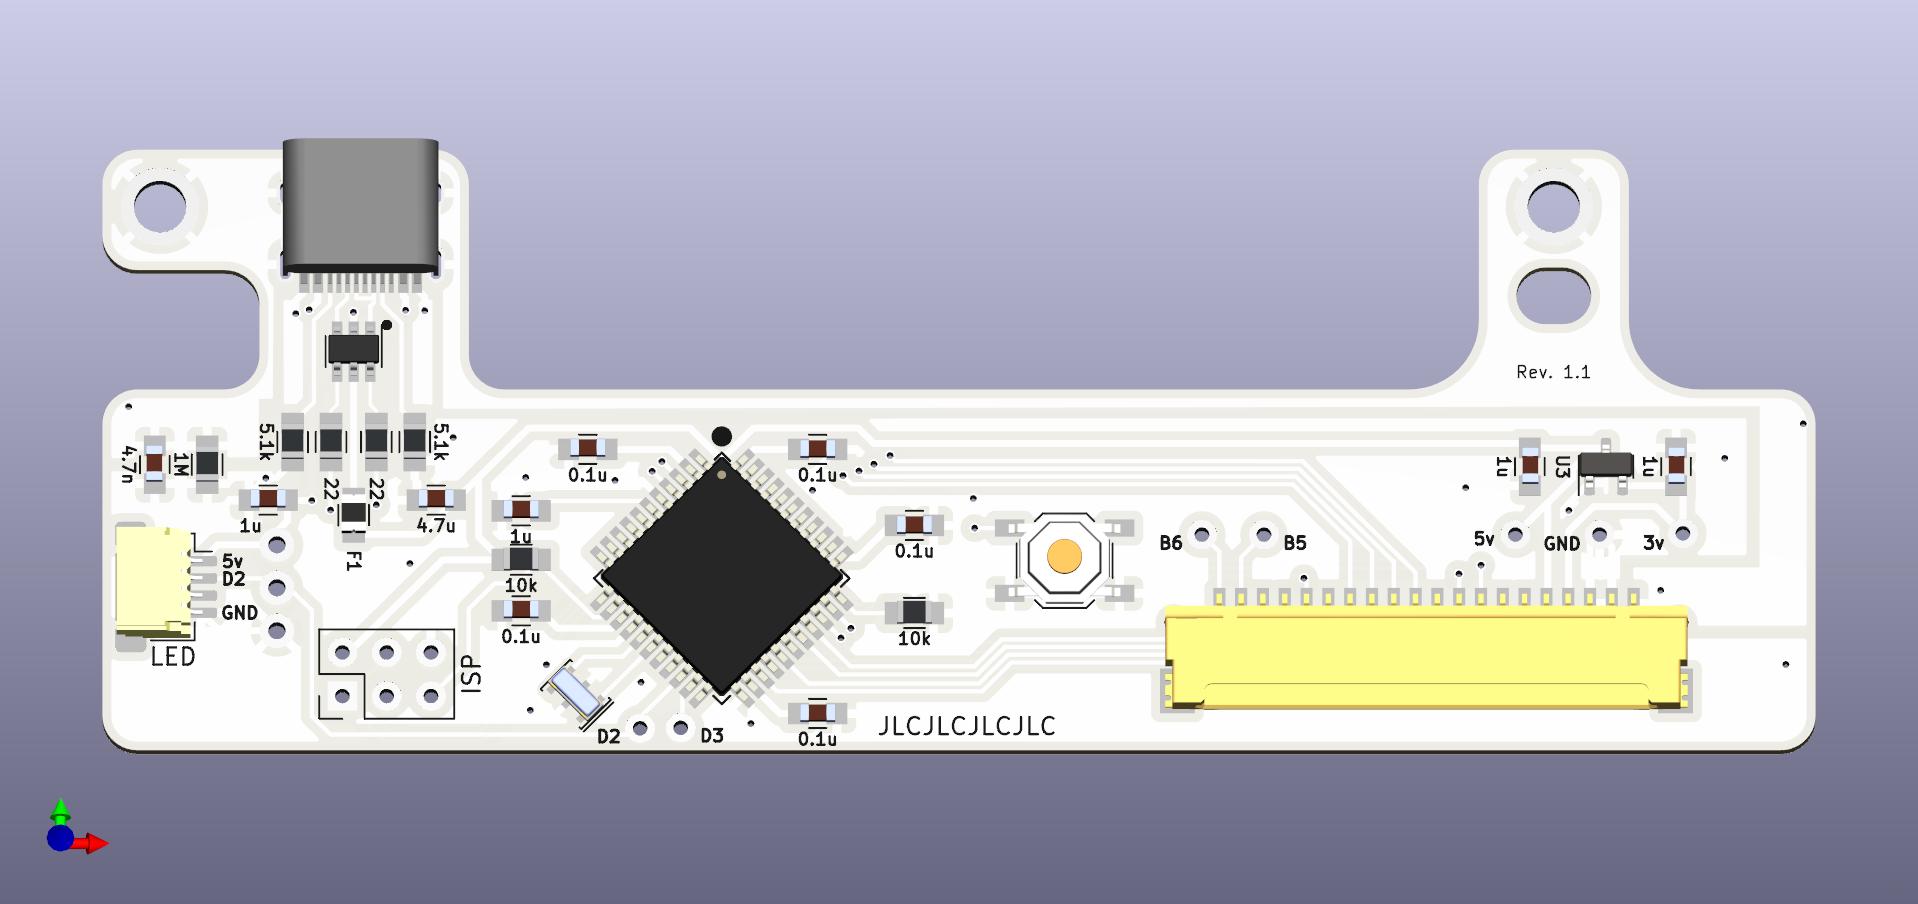 Rev. 1.1
5.1k
5.1k
4.7n
1M
22
22
1u
4.7u
F1
0.1u
0.1u
1u
10k
0.1u
0.1u
10k
1u
U3
1u
B6
B5
5v
GND
3v
5v
D2
GND
LED
ISP
D2
D3
0.1u
JLCJLCJLCJLC